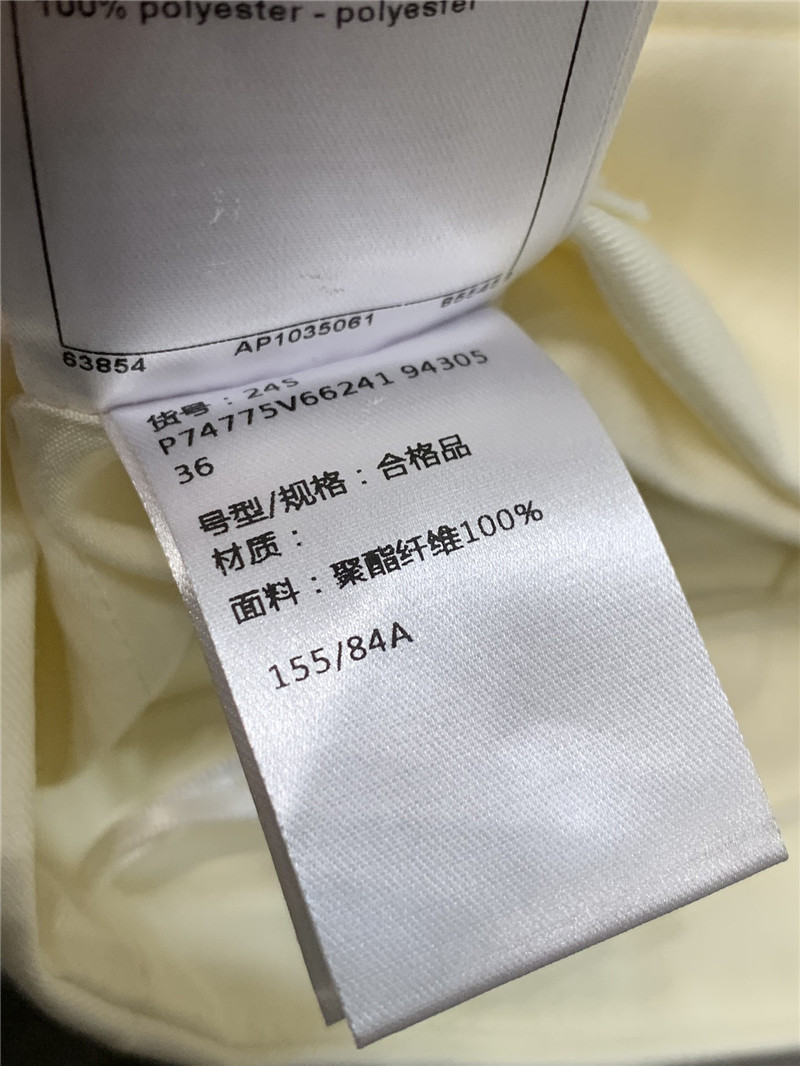 100% polyester - polyester
63854
AP1035061
货号：24S
P74775V66241 94305
36
号型/规格：合格品
材质：
面料：聚酯纤维100%
155/84A